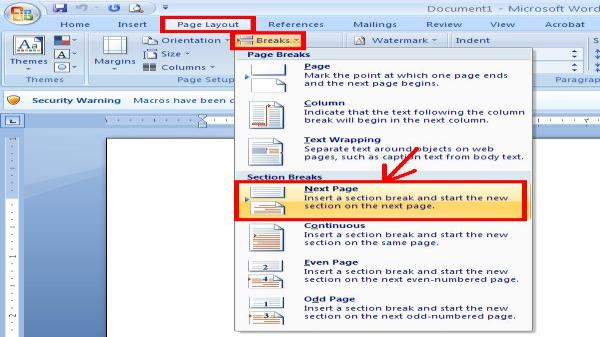 Document1 - Microsoft Word
Home Insert Page Layout References Mailings Review View Acrobat
Themes
Themes
Margins
Orientation
Size
Columns
Page Setup
Breaks
Watermark
Indent
Paragraph
Security Warning Macros have been
Page Breaks
Page
Mark the point at which one page ends
and the next page begins.
Column
Indicate that the text following the column
break will begin in the next column.
Text Wrapping
Separate text around objects on web
pages, such as caption text from body text.
Section Breaks
Next Page
Insert a section break and start the new
section on the next page.
Continuous
Insert a section break and start the new
section on the same page.
Even Page
Insert a section break and start the new
section on the next even-numbered page.
2
4
Odd Page
Insert a section break and start the new
section on the next odd-numbered page.
1
3